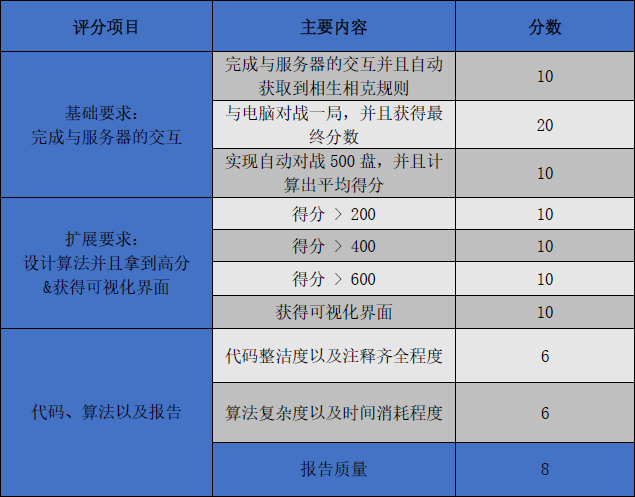 评分项目
主要内容
分数
基础要求：
完成与服务器的交互
完成与服务器的交互并且自动
获取到相生相克规则
10
与电脑对战一局，并且获得最
终分数
20
实现自动对战 500 盘，并且计
算出平均得分
10
扩展要求：
设计算法并且拿到高分
&获得可视化界面
得分 > 200
10
得分 > 400
10
得分 > 600
10
获得可视化界面
10
代码、算法以及报告
代码整洁度以及注释齐全程度
6
算法复杂度以及时间消耗程度
6
报告质量
8